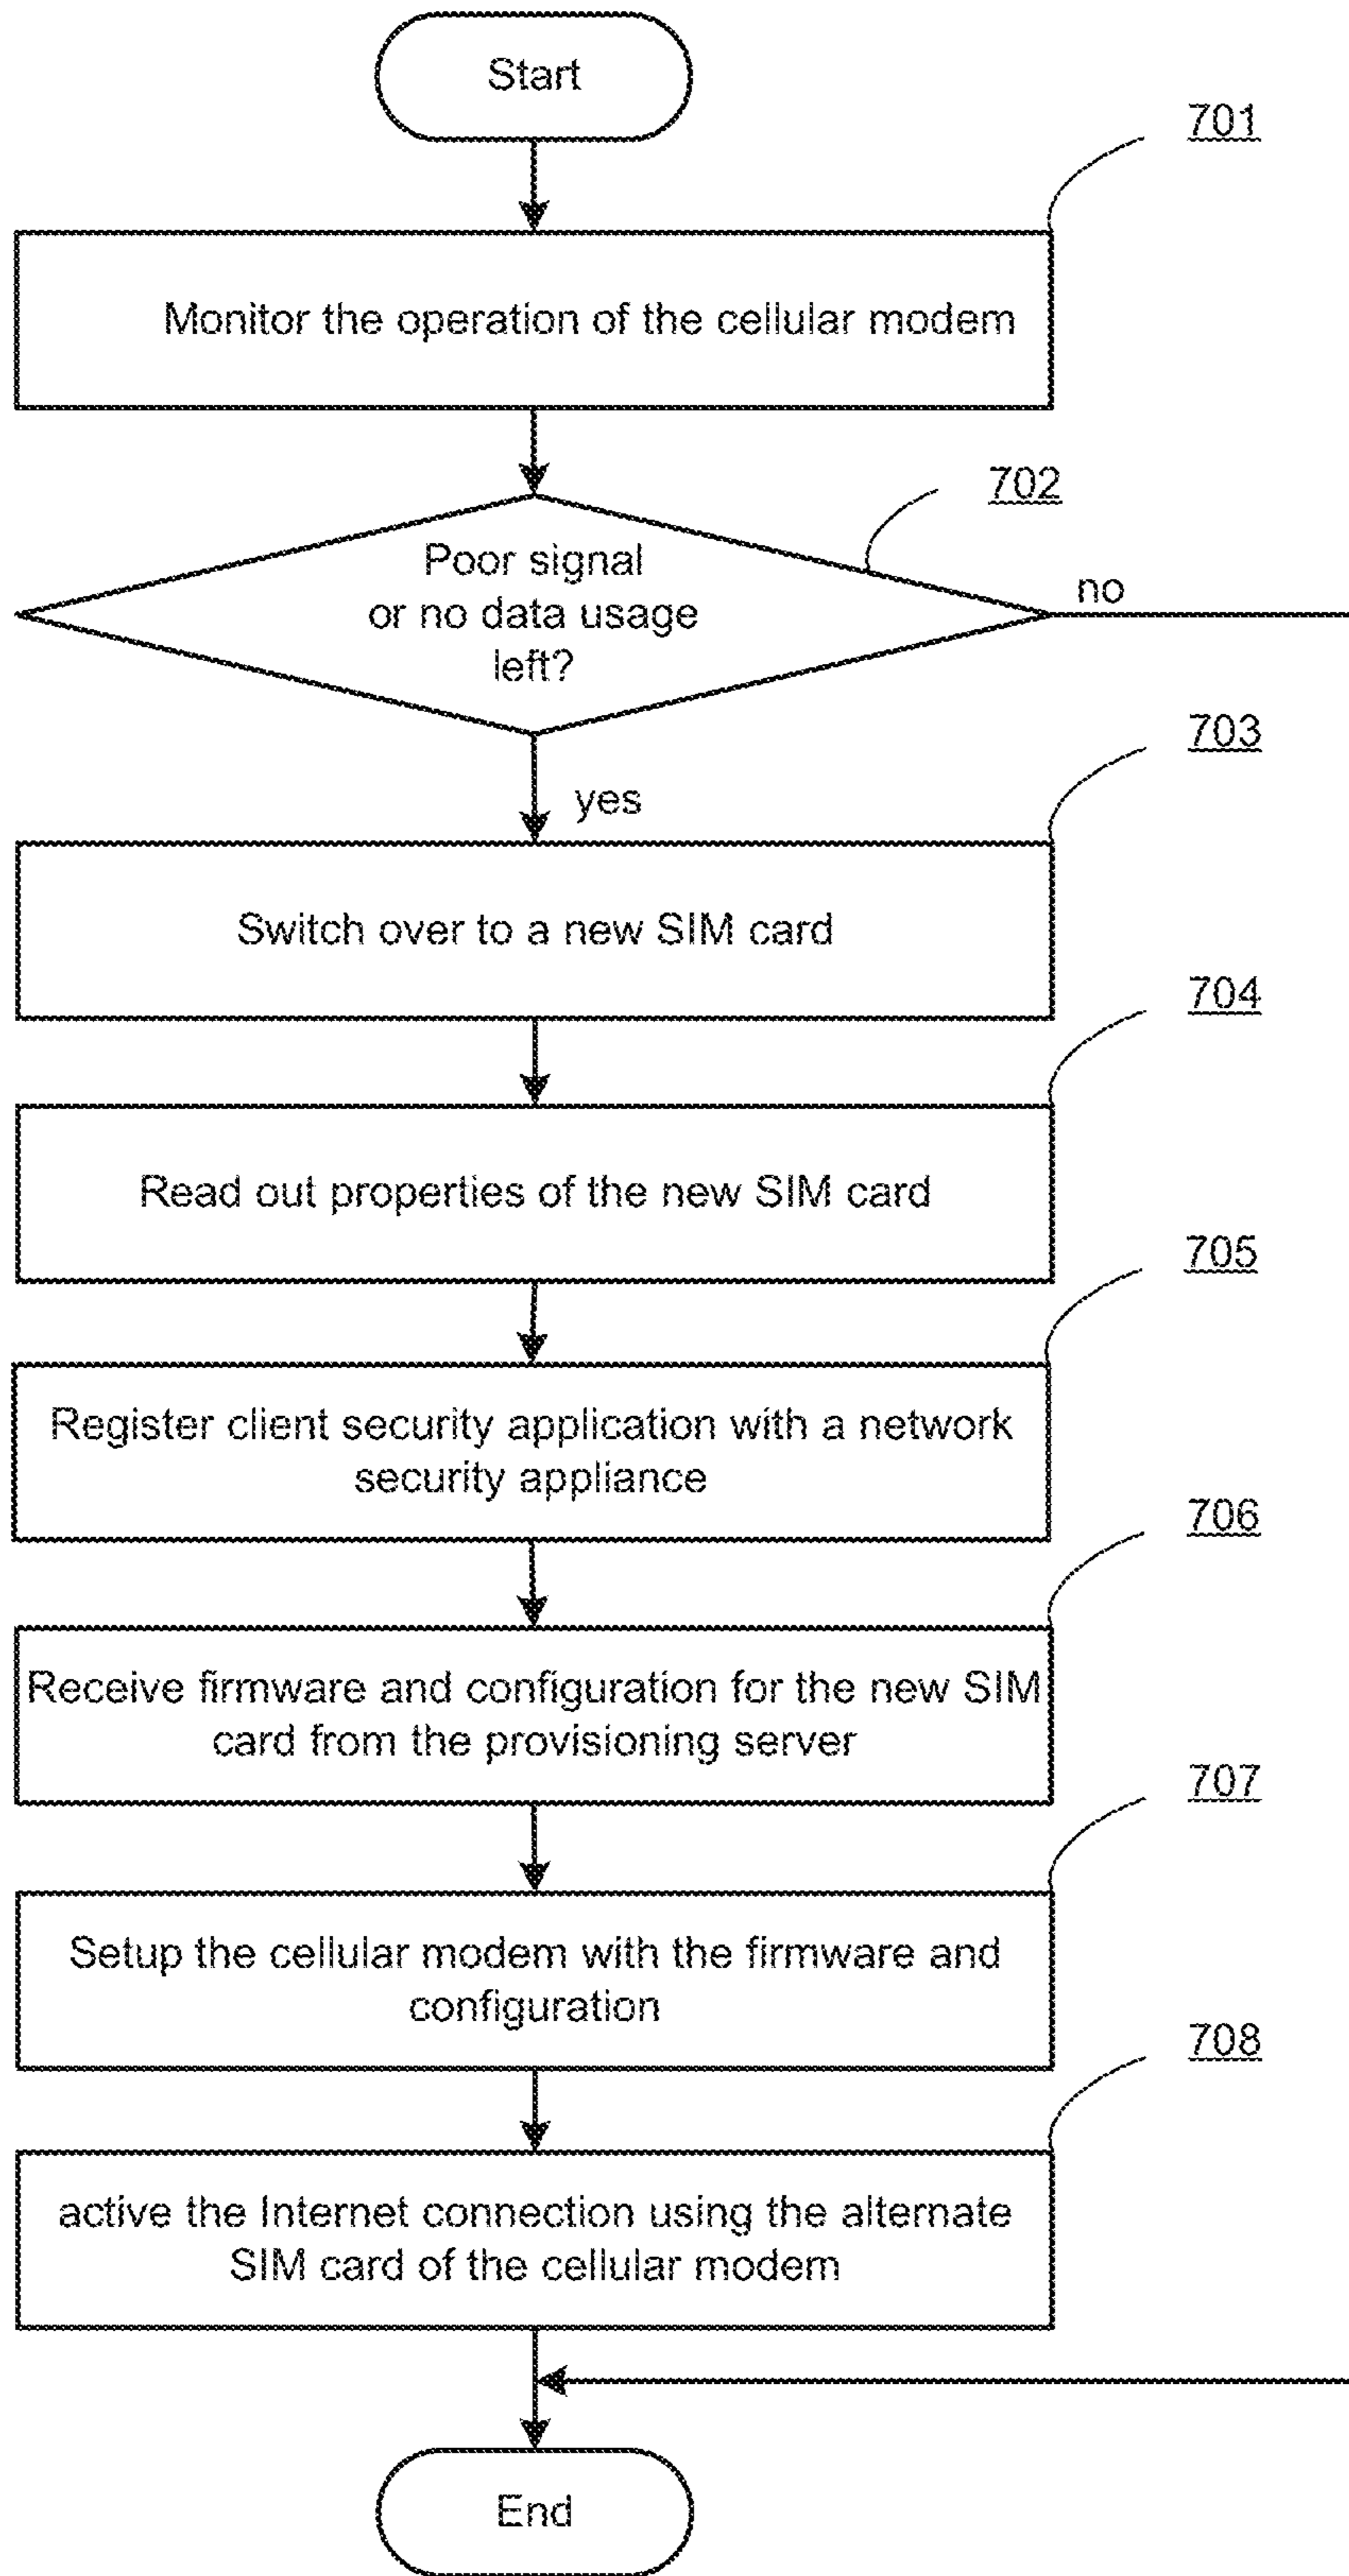 Start
701
Monitor the operation of the cellular modem
702
Poor signal
or no data usage
left?
no
yes
703
Switch over to a new SIM card
704
Read out properties of the new SIM card
705
Register client security application with a network
security appliance
706
Receive firmware and configuration for the new SIM
card from the provisioning server
707
Setup the cellular modem with the firmware and
configuration
708
active the Internet connection using the alternate
SIM card of the cellular modem
End